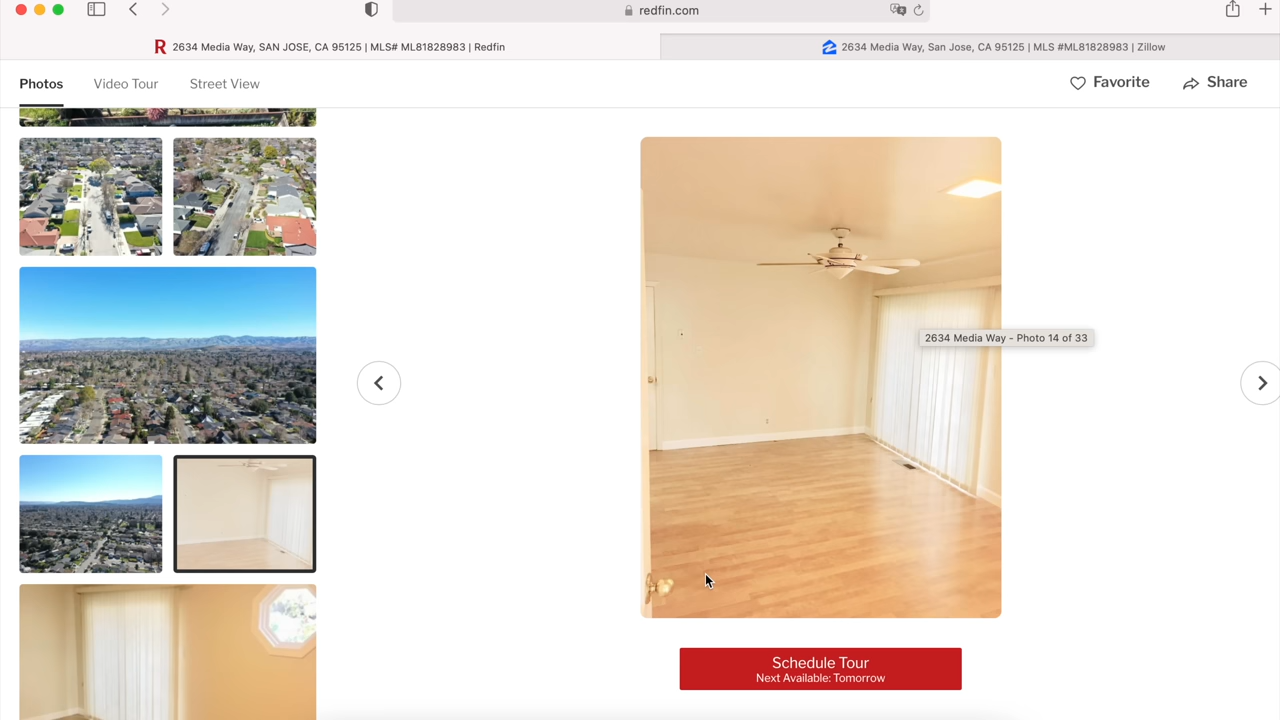 redfin.com
R 2634 Media Way, SAN JOSE, CA 95125 | MLS# ML81828983 | Redfin
2634 Media Way, San Jose, CA 95125 | MLS #ML81828983 | Zillow
Photos Video Tour Street View
Favorite Share
2634 Media Way - Photo 14 of 33
Schedule Tour
Next Available: Tomorrow